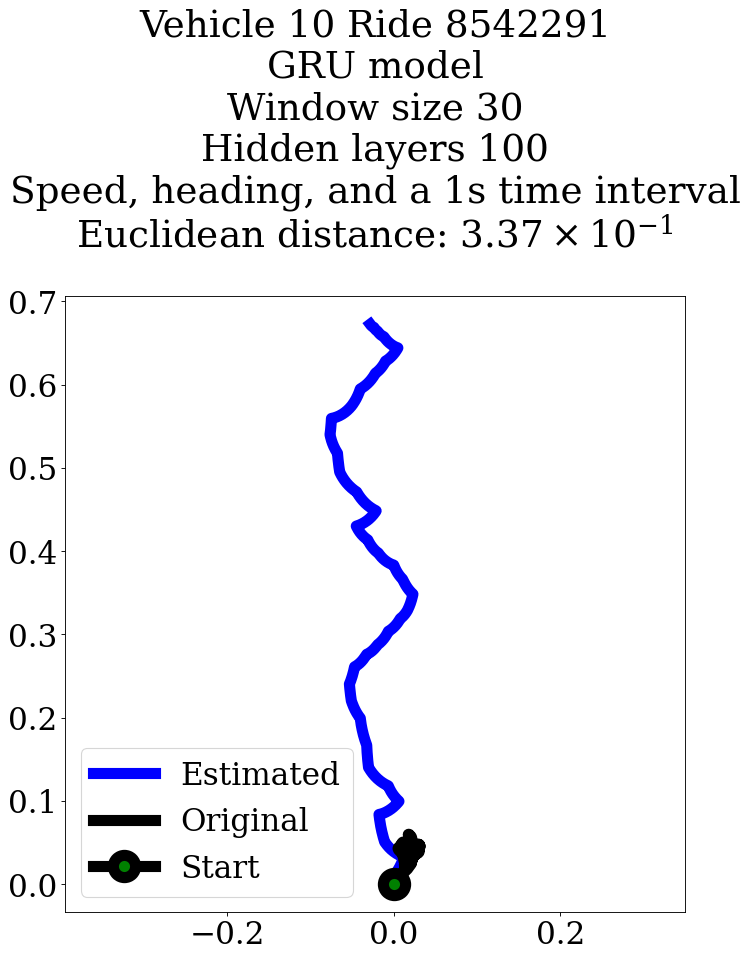 Vehicle 10 Ride 8542291
GRU model
Window size 30
Hidden layers 100
Speed, heading, and a 1s time interval
Euclidean distance: 3.37 × 10⁻¹
0.7
0.6
0.5
0.4
0.3
0.2
0.1
0.0
Estimated
Original
Start
−0.2
0.0
0.2